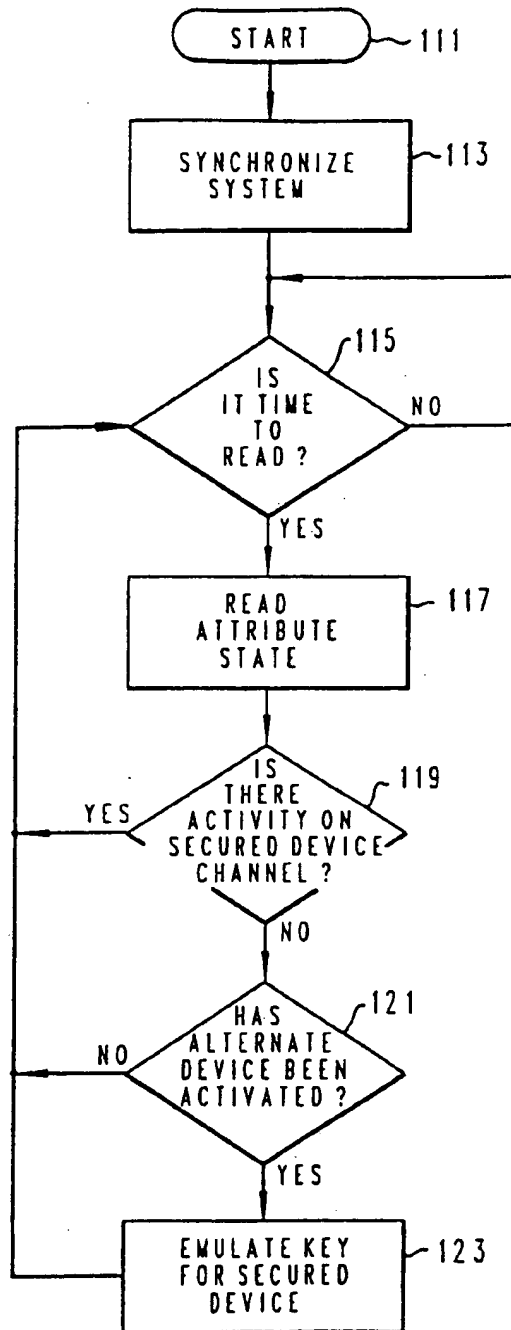 START
111
SYNCHRONIZE
SYSTEM
113
115
IS
IT TIME
TO
READ ?
NO
YES
READ
ATTRIBUTE
STATE
117
IS
THERE
ACTIVITY ON
SECURED DEVICE
CHANNEL ?
119
YES
NO
121
HAS
ALTERNATE
DEVICE BEEN
ACTIVATED ?
NO
YES
EMULATE KEY
FOR SECURED
DEVICE
123